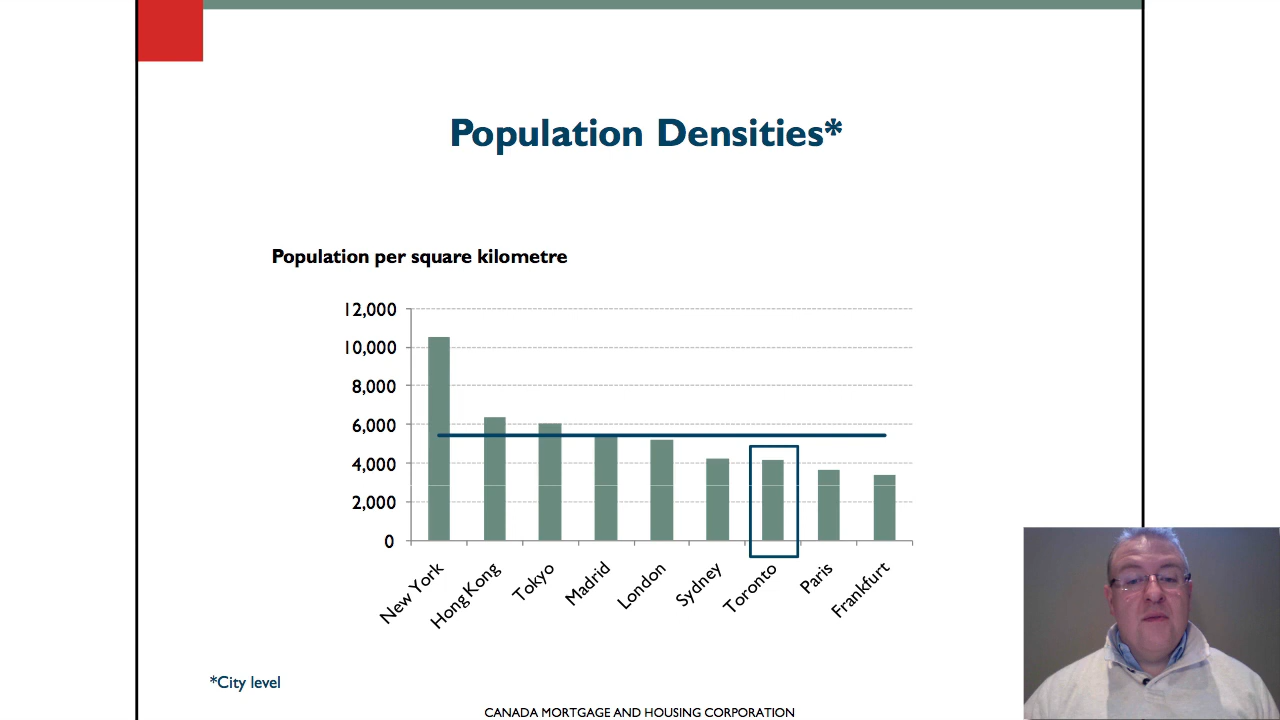 Population Densities*
Population per square kilometre
12,000
10,000
8,000
6,000
4,000
2,000
0
New York
Hong Kong
Tokyo
Madrid
London
Sydney
Toronto
Paris
Frankfurt
*City level
CANADA MORTGAGE AND HOUSING CORPORATION